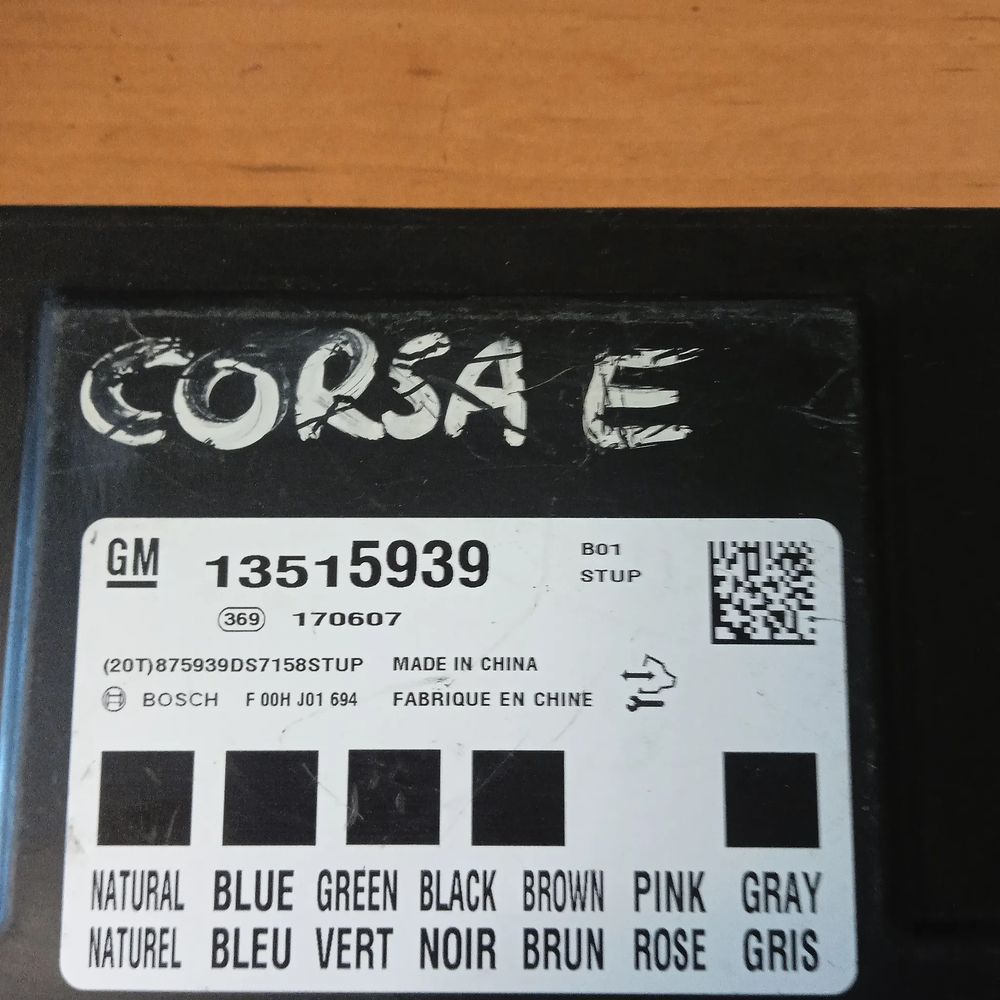 CORSA E
GM 13515939 B01
STUP
369 170607
(20T)875939DS7158STUP MADE IN CHINA
BOSCH F 00H J01 694 FABRIQUE EN CHINE
NATURAL BLUE GREEN BLACK BROWN PINK GRAY
NATUREL BLEU VERT NOIR BRUN ROSE GRIS